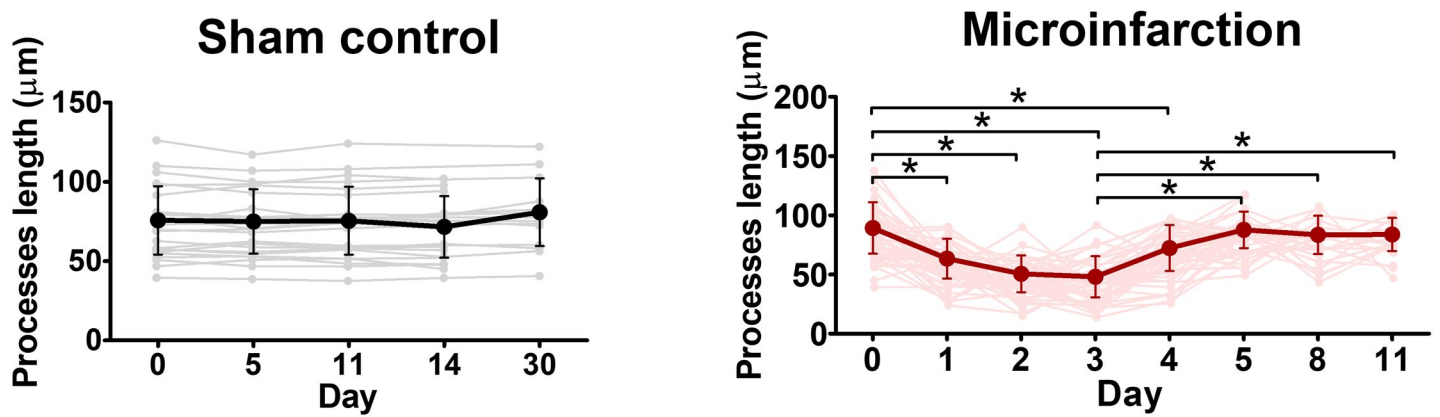 Sham control
Processes length (μm)
150
100
50
0
0 5 11 14 30
Day
Microinfarction
Processes length (μm)
200
150
100
50
0
*
*
*
*
*
*
*
0 1 2 3 4 5 8 11
Day